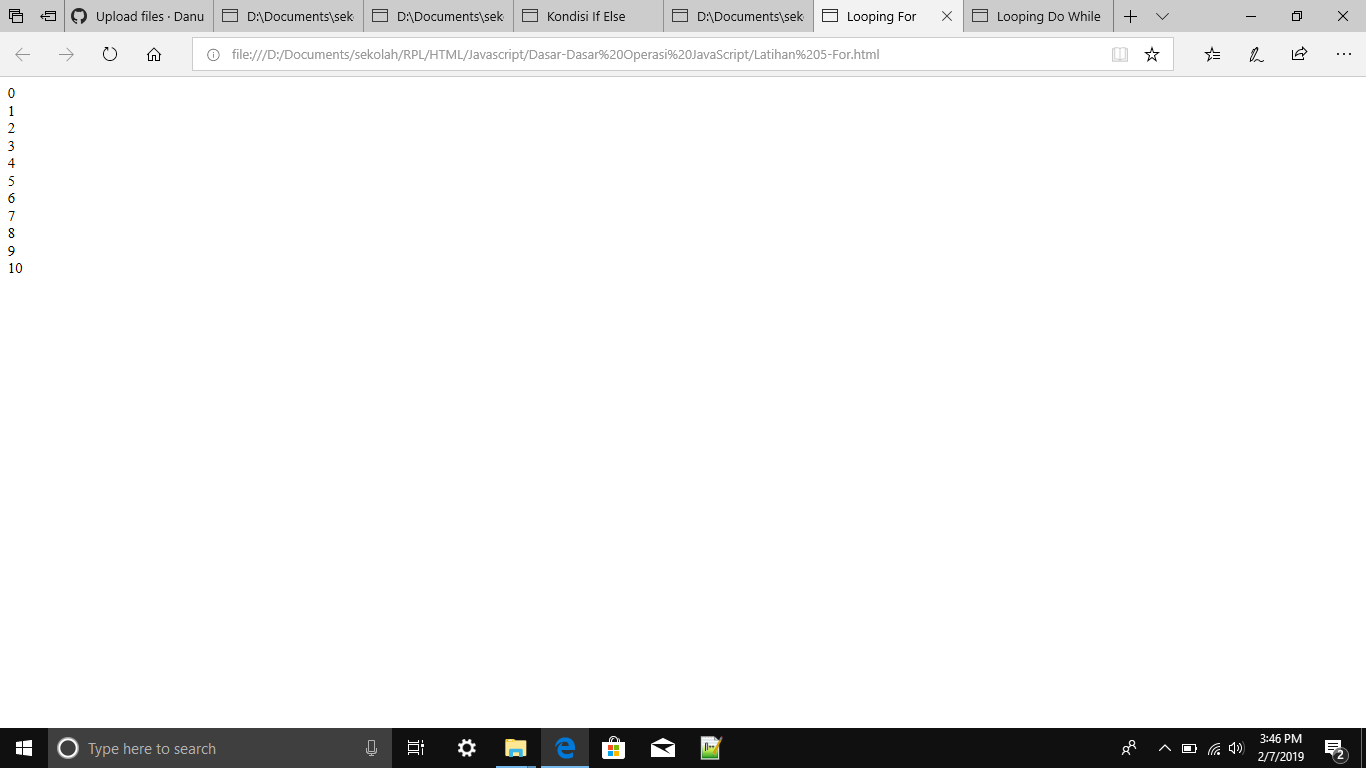 Upload files · Danu
D:\Documents\sek
D:\Documents\sek
Kondisi If Else
D:\Documents\sek
Looping For
Looping Do While
file:///D:/Documents/sekolah/RPL/HTML/Javascript/Dasar-Dasar%20Operasi%20JavaScript/Latihan%205-For.html
0
1
2
3
4
5
6
7
8
9
10
Type here to search
3:46 PM
2/7/2019
2